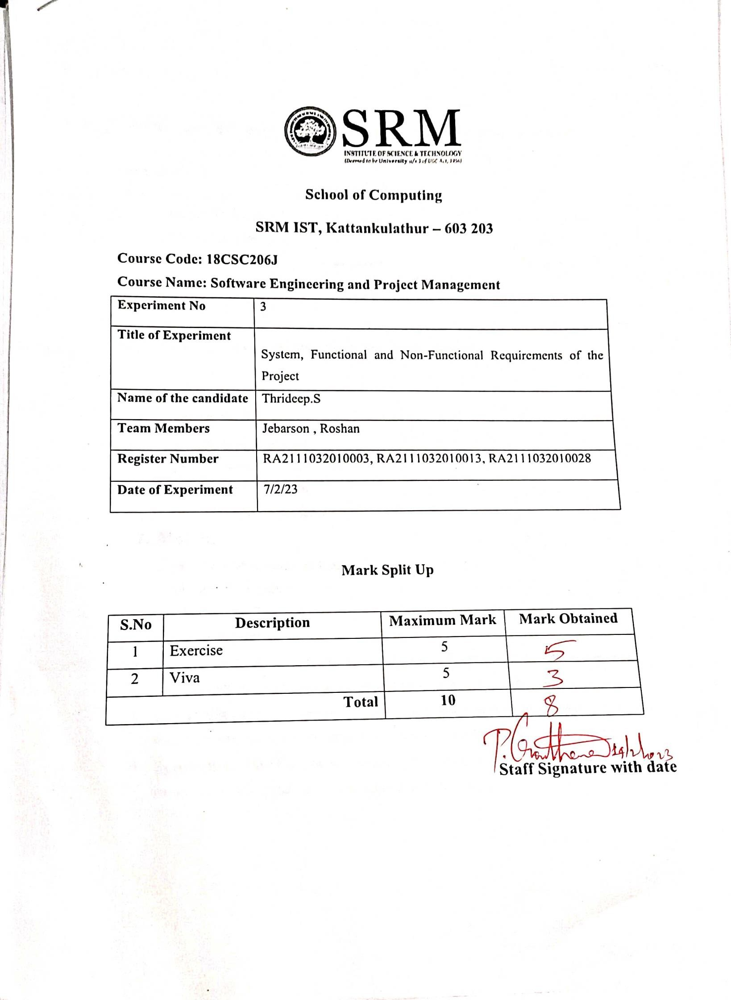 SRM
INSTITUTE OF SCIENCE & TECHNOLOGY
(Deemed to be University u/s 3 of UGC Act, 1956)
School of Computing
SRM IST, Kattankulathur – 603 203
Course Code: 18CSC206J
Course Name: Software Engineering and Project Management
Experiment No 3
Title of Experiment
System, Functional and Non-Functional Requirements of the
Project
Name of the candidate Thrideep.S
Team Members Jebarson , Roshan
Register Number RA2111032010003, RA2111032010013, RA2111032010028
Date of Experiment 7/2/23
Mark Split Up
S.No Description Maximum Mark Mark Obtained
1 Exercise 5 5
2 Viva 5 3
Total 10 8
14/2/2023
Staff Signature with date